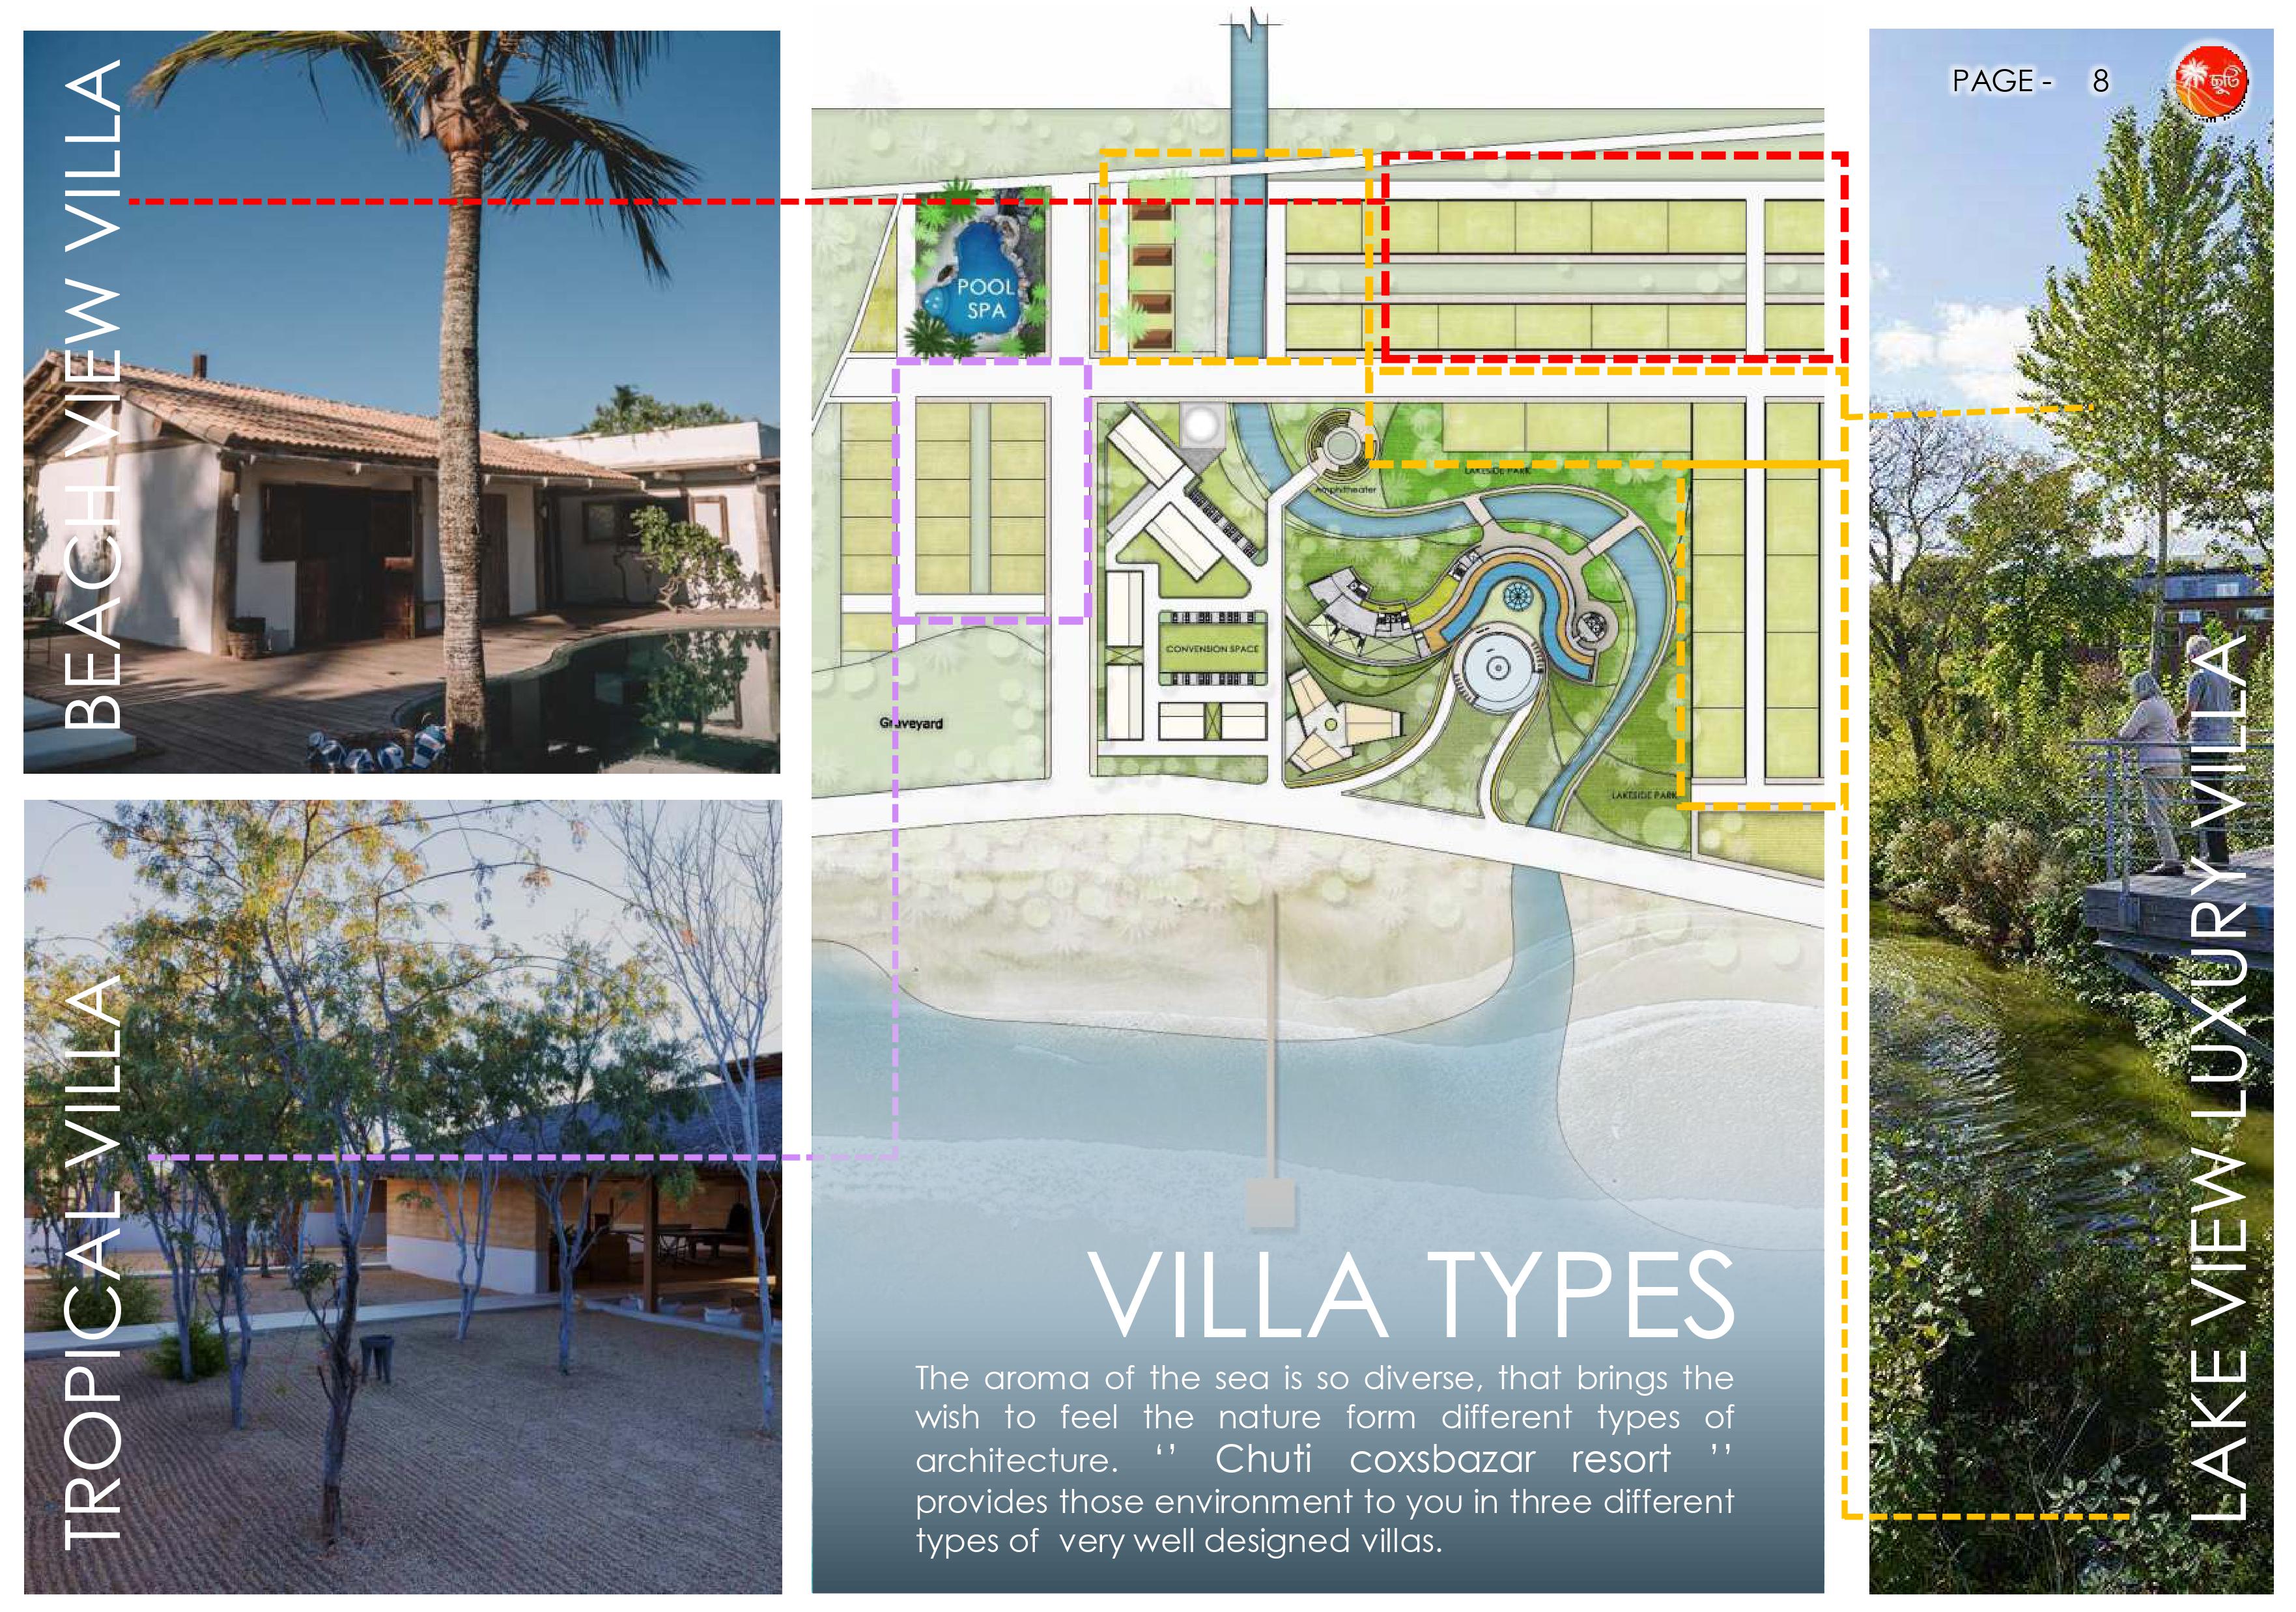 BEACH VIEW VILLA
TROPICAL VILLA
PAGE - 8
ছুটি
POOL
SPA
LAKESIDE PARK
Amphitheater
CONVENSION SPACE
Graveyard
LAKESIDE PARK
VILLA TYPES
The aroma of the sea is so diverse, that brings the
wish to feel the nature form different types of
architecture. ‘’ Chuti coxsbazar resort ’’
provides those environment to you in three different
types of very well designed villas.
LAKE VIEW LUXURY VILLA